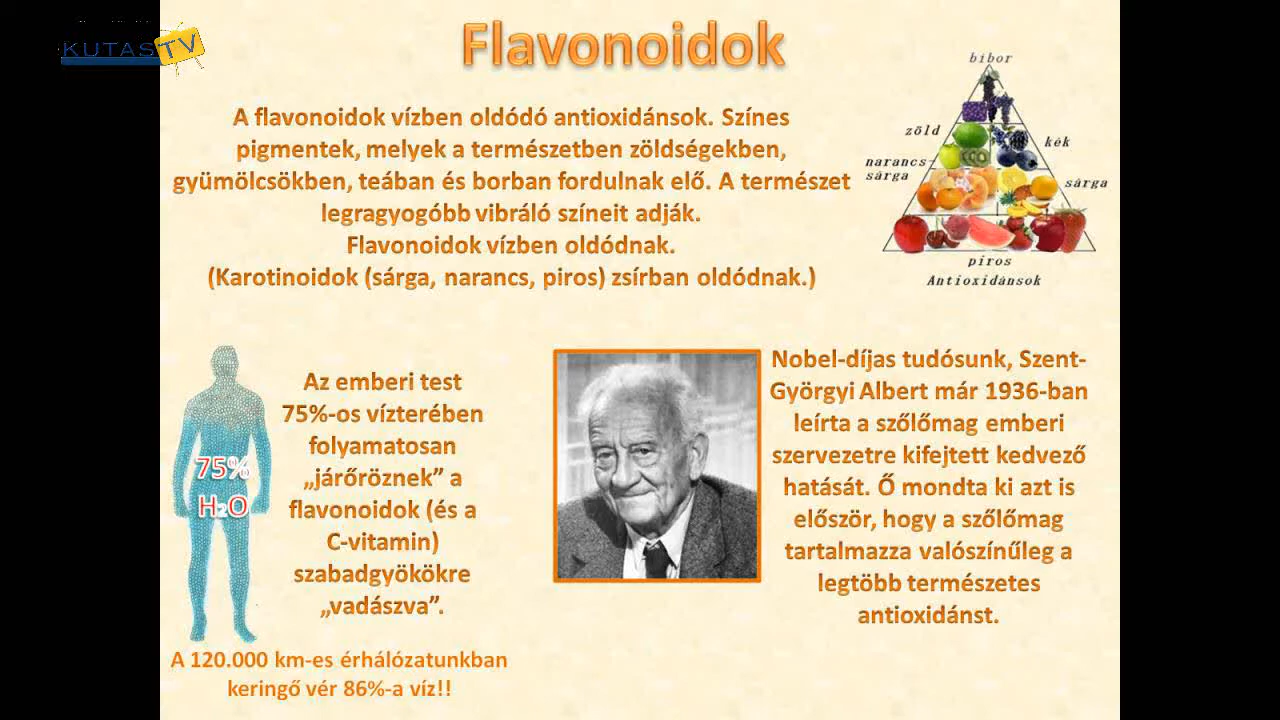 KUTAS TV
Flavonoidok
A flavonoidok vízben oldódó antioxidánsok. Színes
pigmentek, melyek a természetben zöldségekben,
gyümölcsökben, teában és borban fordulnak elő. A természet
legragyogóbb vibráló színeit adják.
Flavonoidok vízben oldódnak.
(Karotinoidok (sárga, narancs, piros) zsírban oldódnak.)
bíbor
zöld
kék
narancs-
sárga
sárga
piros
Antioxidánsok
75%
H₂O
Az emberi test
75%-os vízterében
folyamatosan
„járőröznek” a
flavonoidok (és a
C-vitamin)
szabadgyökökre
„vadászva”.
A 120.000 km-es érhálózatunkban
keringő vér 86%-a víz!!
Nobel-díjas tudósunk, Szent-
Györgyi Albert már 1936-ban
leírta a szőlőmag emberi
szervezetre kifejtett kedvező
hatását. Ő mondta ki azt is
először, hogy a szőlőmag
tartalmazza valószínűleg a
legtöbb természetes
antioxidánst.